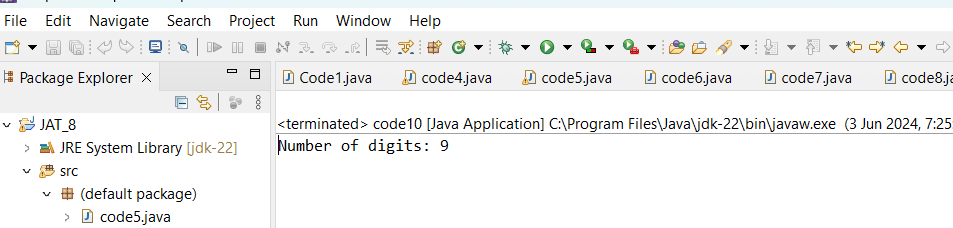 File Edit Navigate Search Project Run Window Help
Package Explorer
Code1.java code4.java code5.java code6.java code7.java code8.ja
JAT_8
<terminated> code10 [Java Application] C:\Program Files\Java\jdk-22\bin\javaw.exe (3 Jun 2024, 7:25
JRE System Library [jdk-22]
Number of digits: 9
src
(default package)
code5.java